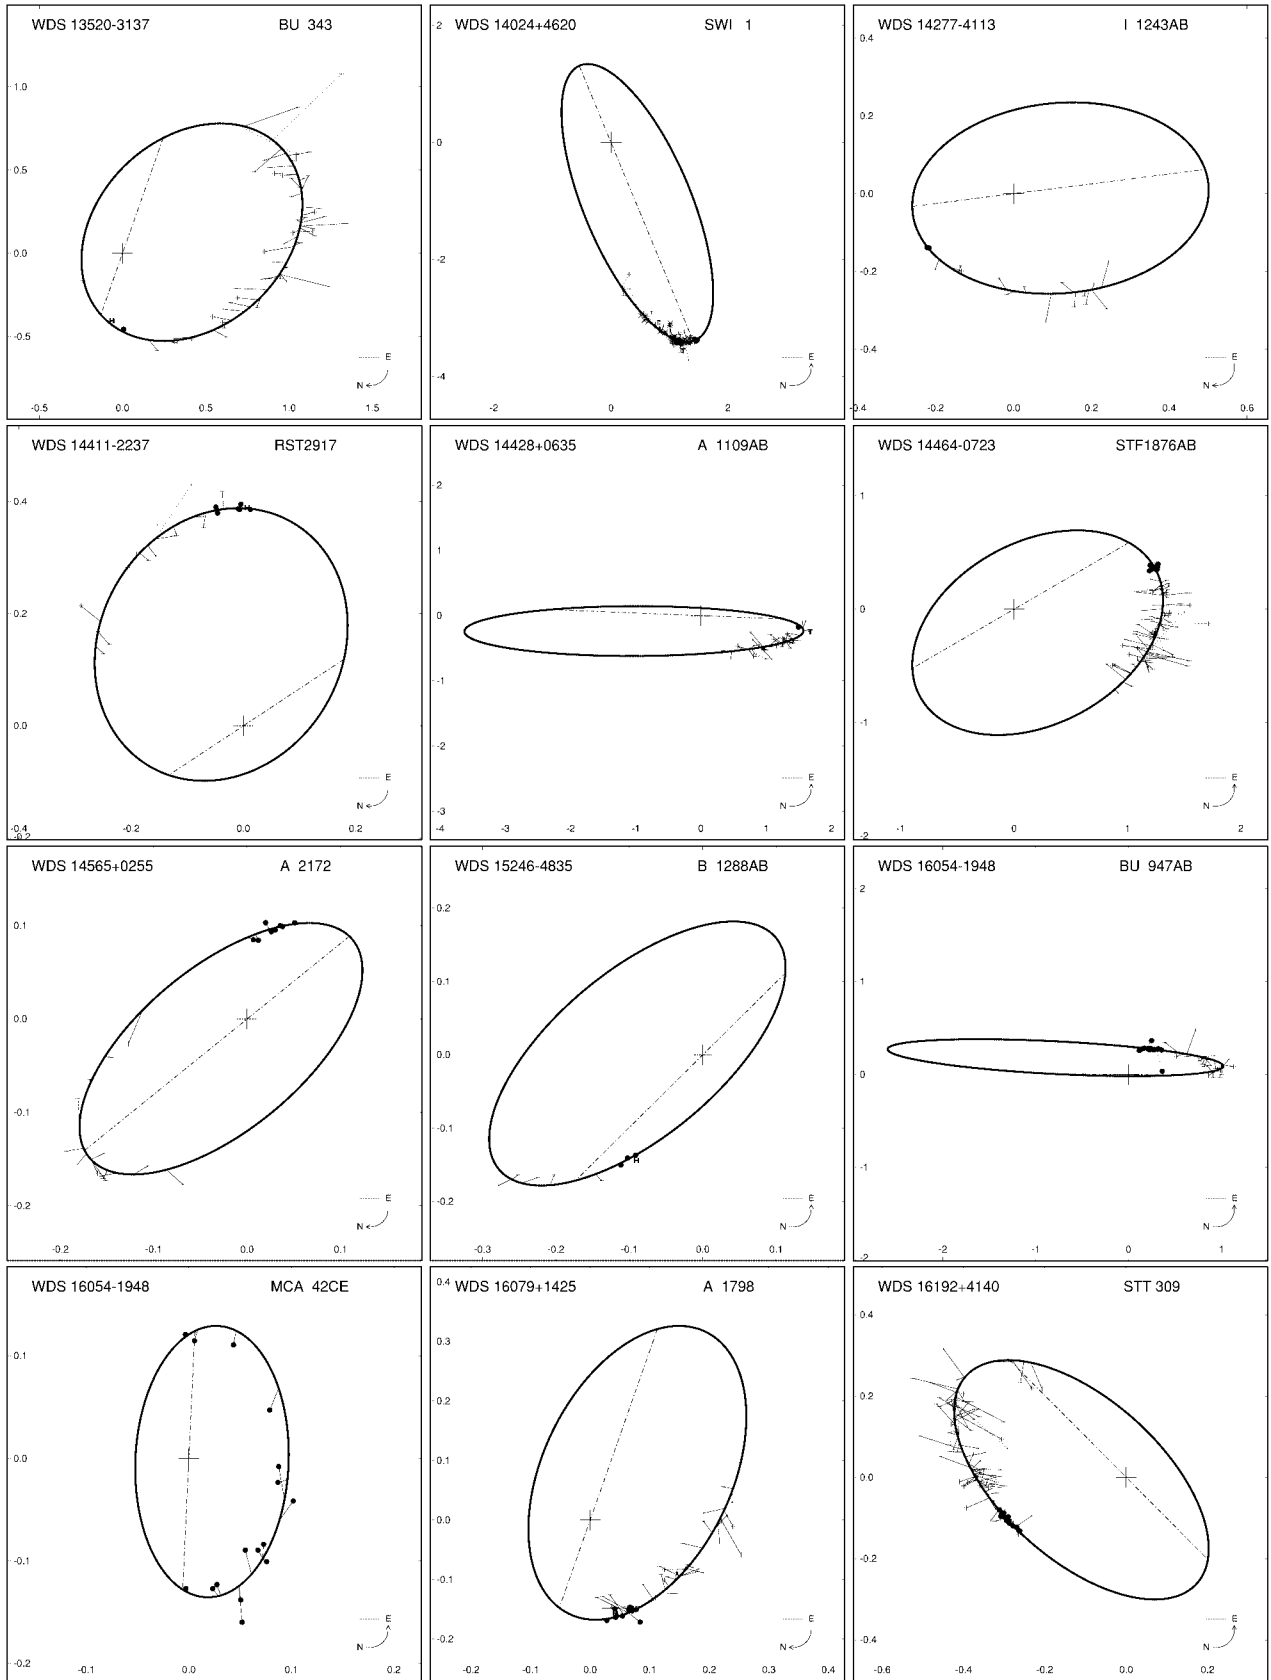 WDS 13520-3137 BU 343
1.0
0.5
0.0
-0.5
-0.5 0.0 0.5 1.0 1.5
E
N
H
WDS 14024+4620 SWI 1
2
0
-2
-4
-2 0 2
E
N
WDS 14277-4113 I 1243AB
0.4
0.2
0.0
-0.2
-0.4
-0.4 -0.2 0.0 0.2 0.4 0.6
E
N
WDS 14411-2237 RST2917
0.4
0.2
0.0
-0.2
-0.4 -0.2 0.0 0.2
E
N
WDS 14428+0635 A 1109AB
2
1
0
-1
-2
-3
-4 -3 -2 -1 0 1 2
E
N
WDS 14464-0723 STF1876AB
1
0
-1
-2
-1 0 1 2
E
N
WDS 14565+0255 A 2172
0.1
0.0
-0.1
-0.2
-0.2 -0.1 0.0 0.1
E
N
WDS 15246-4835 B 1288AB
0.2
0.1
0.0
-0.1
-0.2
-0.3 -0.2 -0.1 0.0 0.1
E
N
H
WDS 16054-1948 BU 947AB
2
1
0
-1
-2
-2 -1 0 1
E
N
WDS 16054-1948 MCA 42CE
0.1
0.0
-0.1
-0.2
-0.1 0.0 0.1 0.2
E
N
WDS 16079+1425 A 1798
0.4
0.3
0.2
0.1
0.0
-0.1
-0.2
-0.2 -0.1 0.0 0.1 0.2 0.3 0.4
E
N
WDS 16192+4140 STT 309
0.4
0.2
0.0
-0.2
-0.4
-0.6 -0.4 -0.2 0.0 0.2
E
N